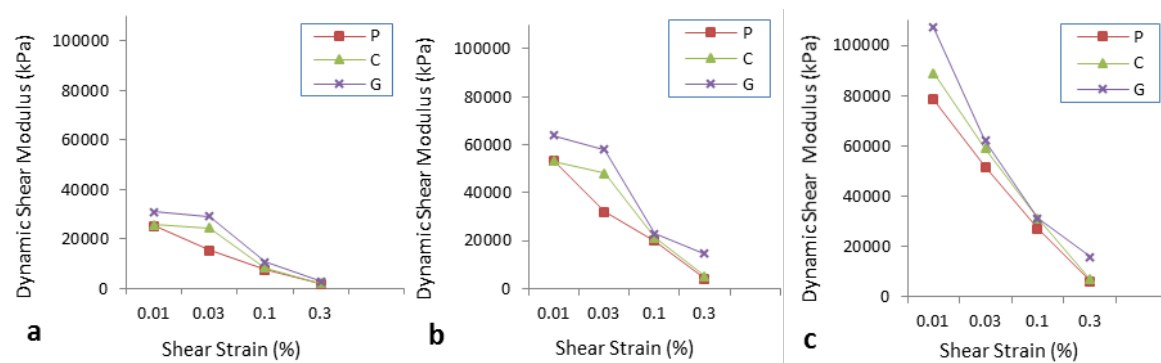 Dynamic Shear Modulus (kPa)
100000
80000
60000
40000
20000
0
0.01 0.03 0.1 0.3
Shear Strain (%)
P
C
G
a
Dynamic Shear Modulus (kPa)
100000
80000
60000
40000
20000
0
0.01 0.03 0.1 0.3
Shear Strain (%)
P
C
G
b
Dynamic Shear Modulus (kPa)
100000
80000
60000
40000
20000
0
0.01 0.03 0.1 0.3
Shear Strain (%)
P
C
G
c